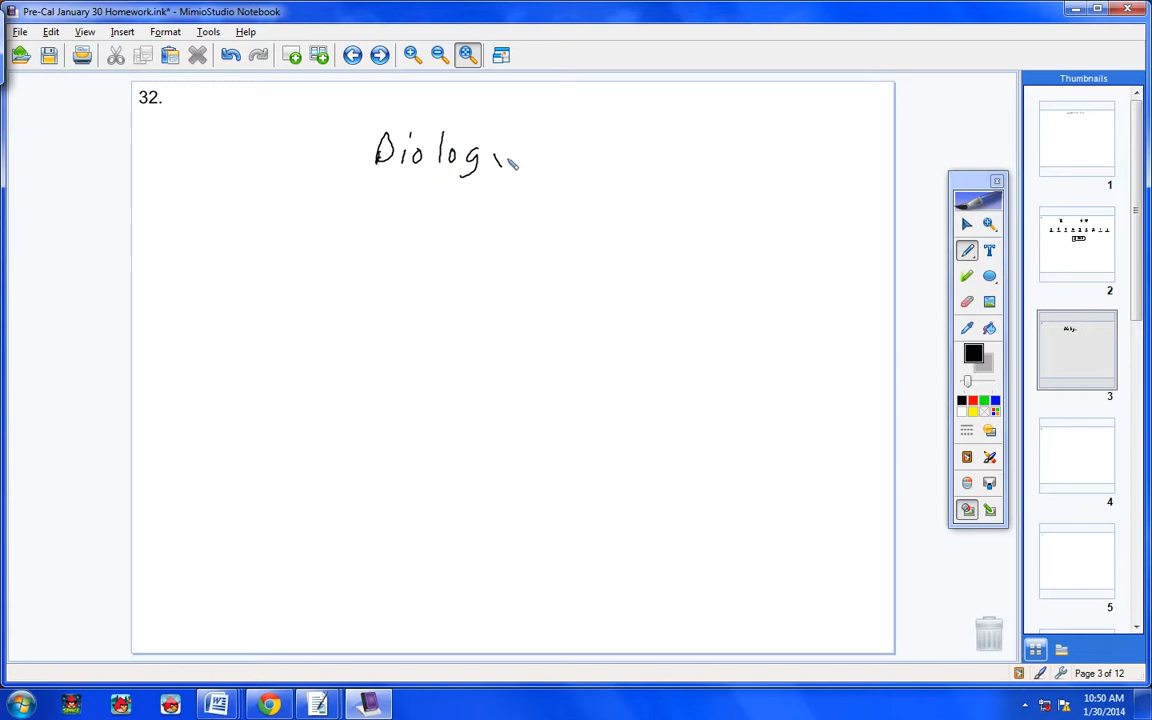 Pre-Cal January 30 Homework.ink* - MimioStudio Notebook
File Edit View Insert Format Tools Help
Thumbnails
32.
Biolog
1
2
3
4
5
Page 3 of 12
10:50 AM
1/30/2014